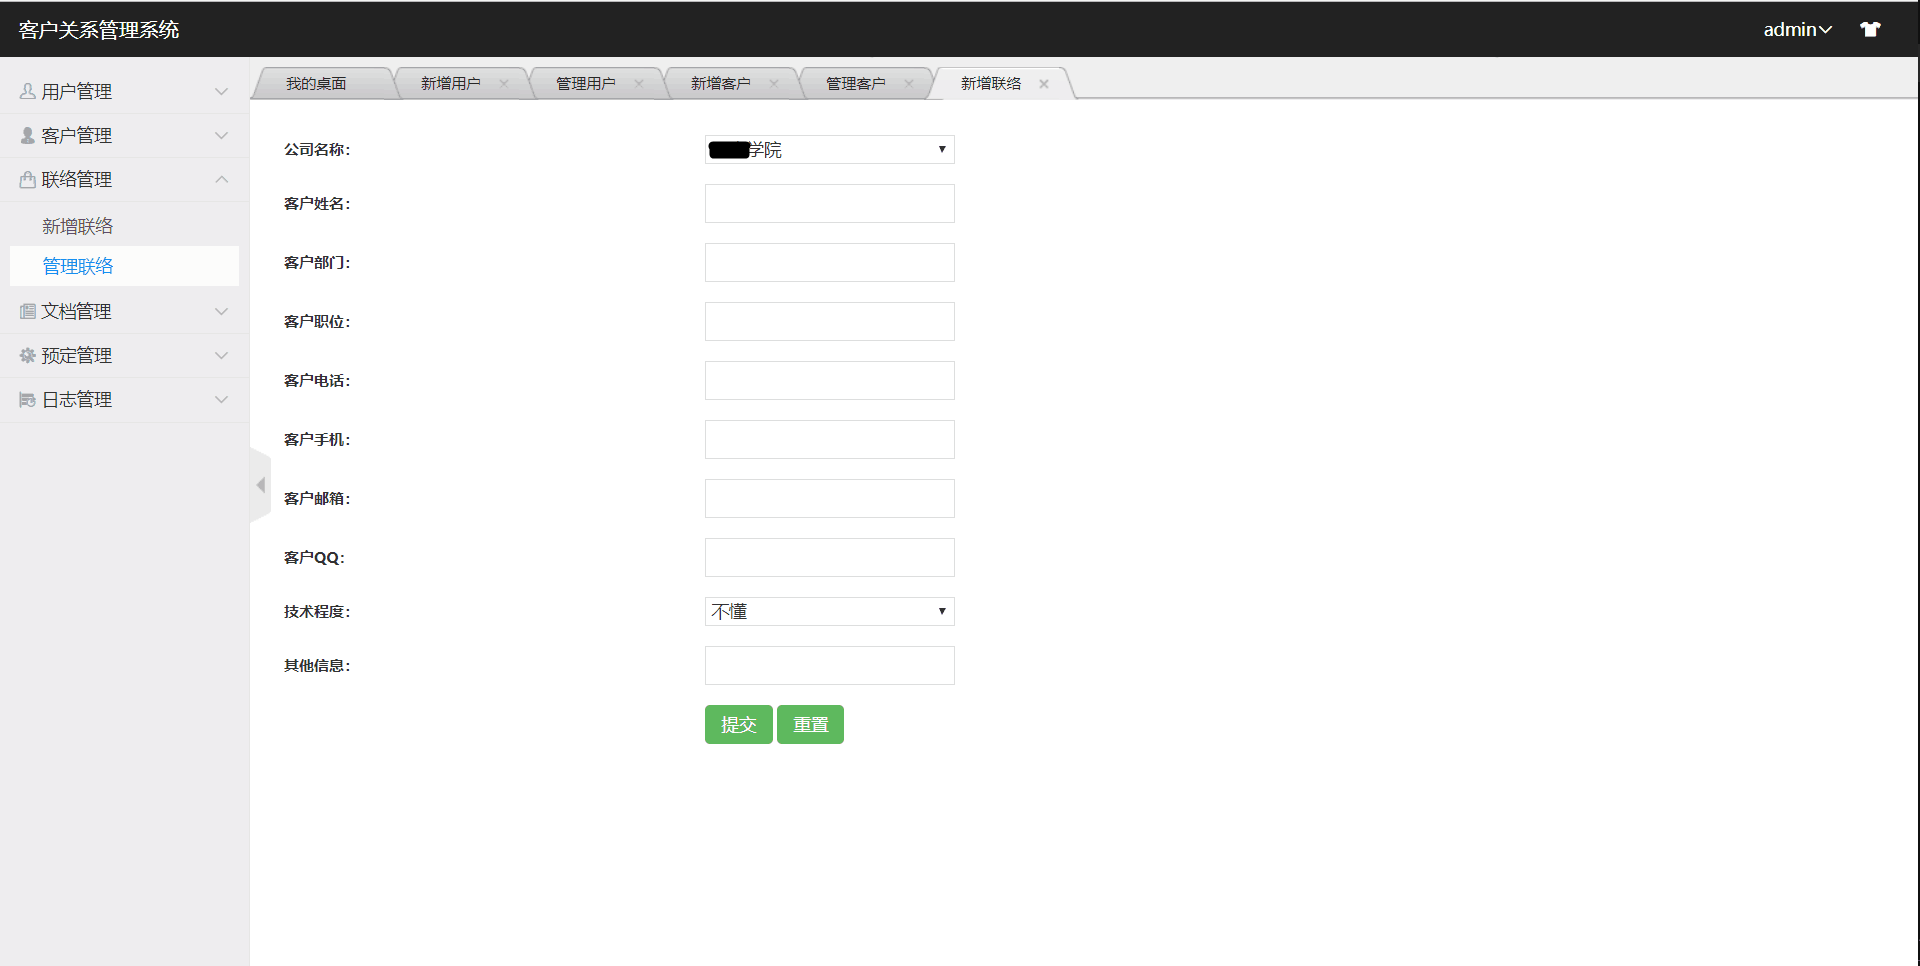 客户关系管理系统
admin
用户管理
客户管理
联络管理
新增联络
管理联络
文档管理
预定管理
日志管理
我的桌面
新增用户
管理用户
新增客户
管理客户
新增联络
公司名称：
学院
客户姓名：
客户部门：
客户职位：
客户电话：
客户手机：
客户邮箱：
客户QQ：
技术程度：
不懂
其他信息：
提交
重置